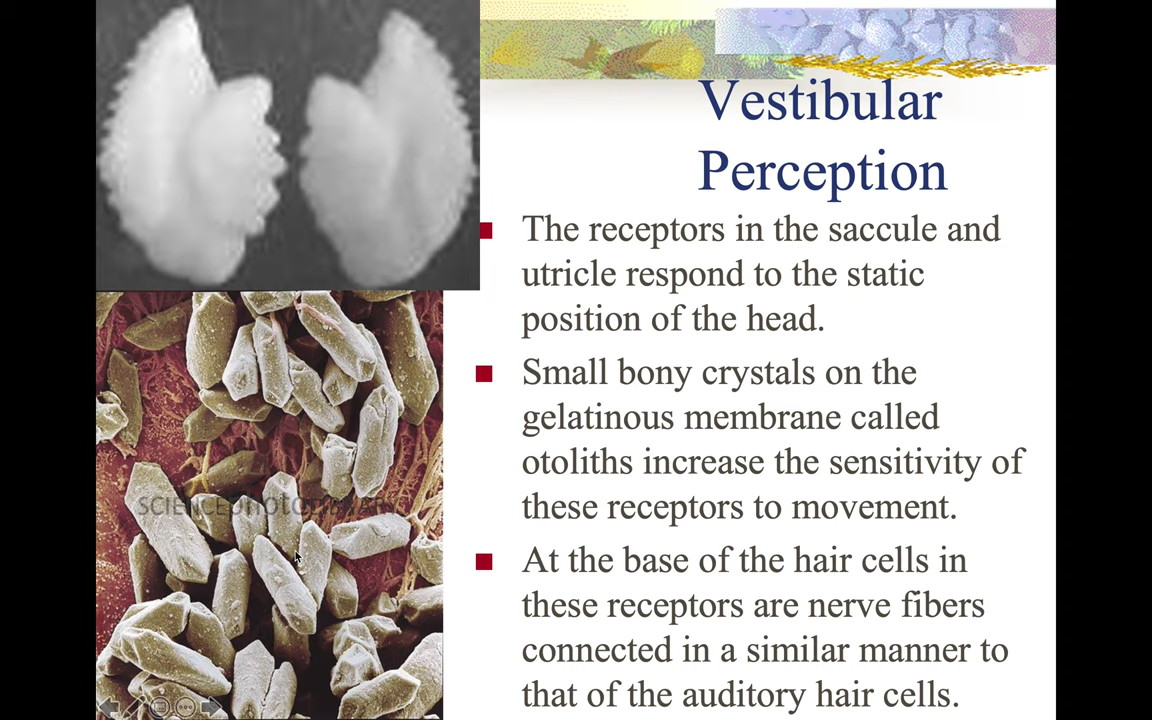 Vestibular
Perception
The receptors in the saccule and
utricle respond to the static
position of the head.
Small bony crystals on the
gelatinous membrane called
otoliths increase the sensitivity of
these receptors to movement.
At the base of the hair cells in
these receptors are nerve fibers
connected in a similar manner to
that of the auditory hair cells.
SCIENCEPHOTOLIBRARY